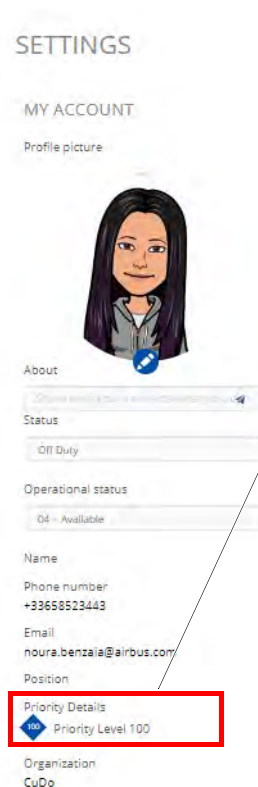 SETTINGS
MY ACCOUNT
Profile picture
About
Status
Off Duty
Operational status
04 - Available
Name
Phone number
+33658523443
Email
noura.benzaia@airbus.com
Position
Priority Details
100 Priority Level 100
Organization
CuDo